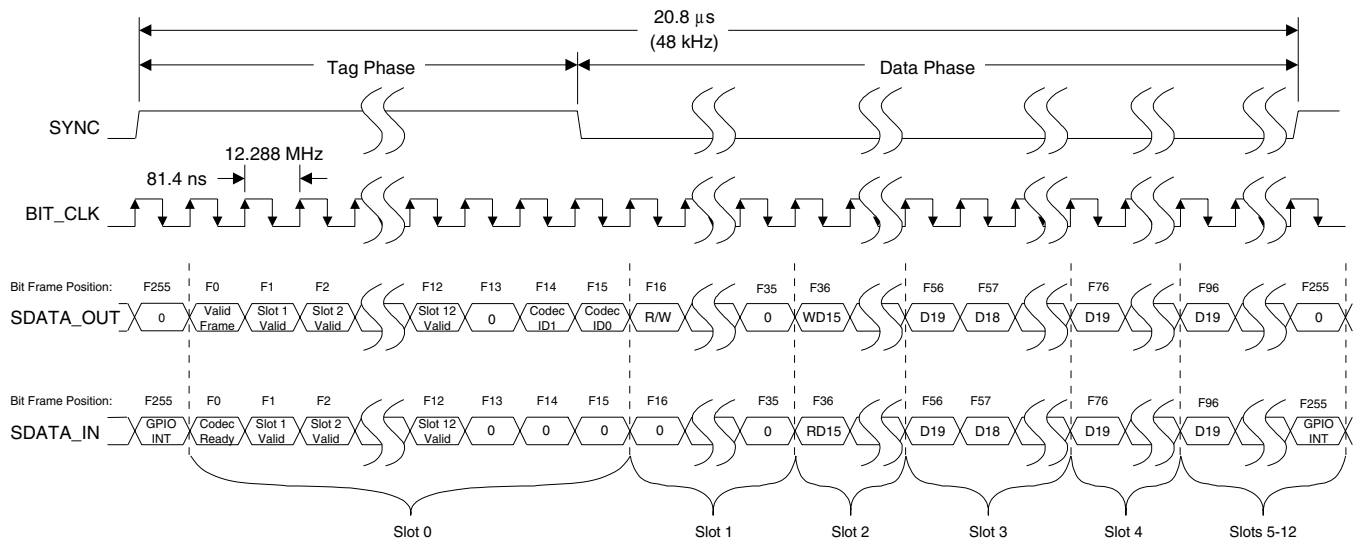 20.8 µs
(48 kHz)
Tag Phase
Data Phase
SYNC
12.288 MHz
81.4 ns
BIT_CLK
Bit Frame Position: F255 F0 F1 F2 F12 F13 F14 F15 F16 F35 F36 F56 F57 F76 F96 F255
SDATA_OUT 0 Valid Frame Slot 1 Valid Slot 2 Valid Slot 12 Valid 0 Codec ID1 Codec ID0 R/W 0 WD15 D19 D18 D19 D19 0
Bit Frame Position: F255 F0 F1 F2 F12 F13 F14 F15 F16 F35 F36 F56 F57 F76 F96 F255
SDATA_IN GPIO INT Codec Ready Slot 1 Valid Slot 2 Valid Slot 12 Valid 0 0 0 0 0 RD15 D19 D18 D19 D19 GPIO INT
Slot 0 Slot 1 Slot 2 Slot 3 Slot 4 Slots 5-12